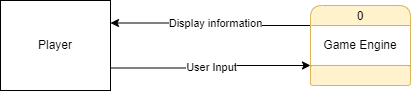 0
Display information
Player
Game Engine
User Input